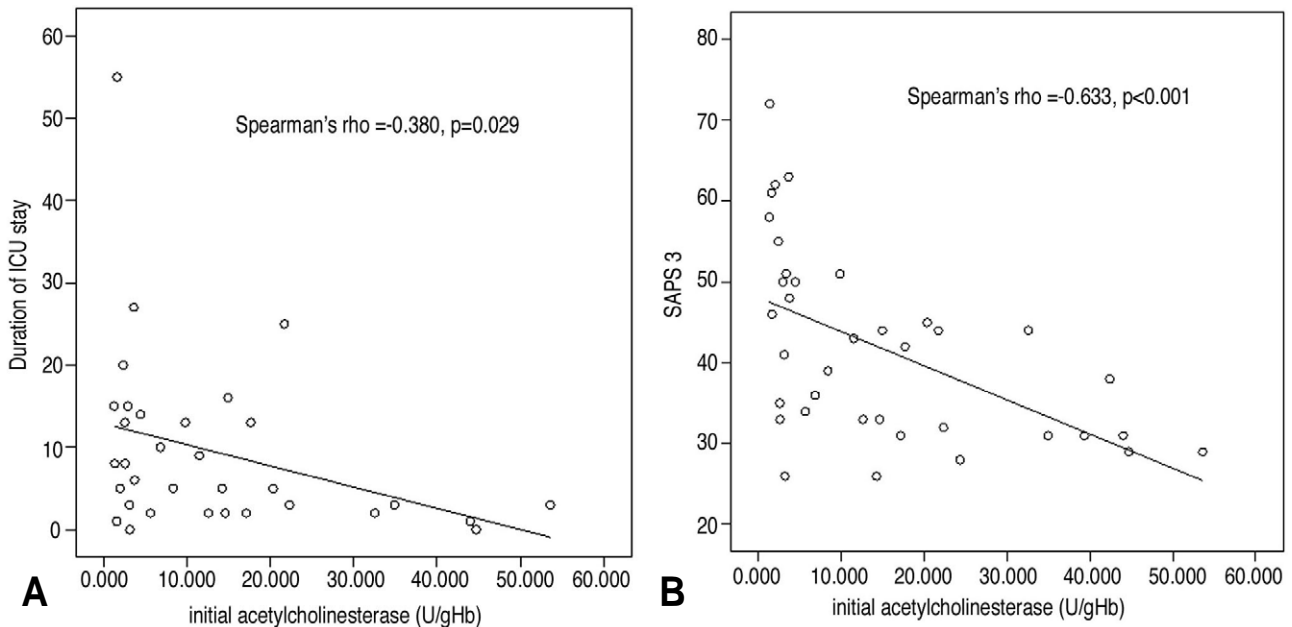 60
50
40
30
20
10
0
Duration of ICU stay
Spearman's rho =-0.380, p=0.029
0.000 10.000 20.000 30.000 40.000 50.000 60.000
initial acetylcholinesterase (U/gHb)
A
80
70
60
50
40
30
20
SAPS 3
Spearman's rho =-0.633, p<0.001
0.000 10.000 20.000 30.000 40.000 50.000 60.000
initial acetylcholinesterase (U/gHb)
B